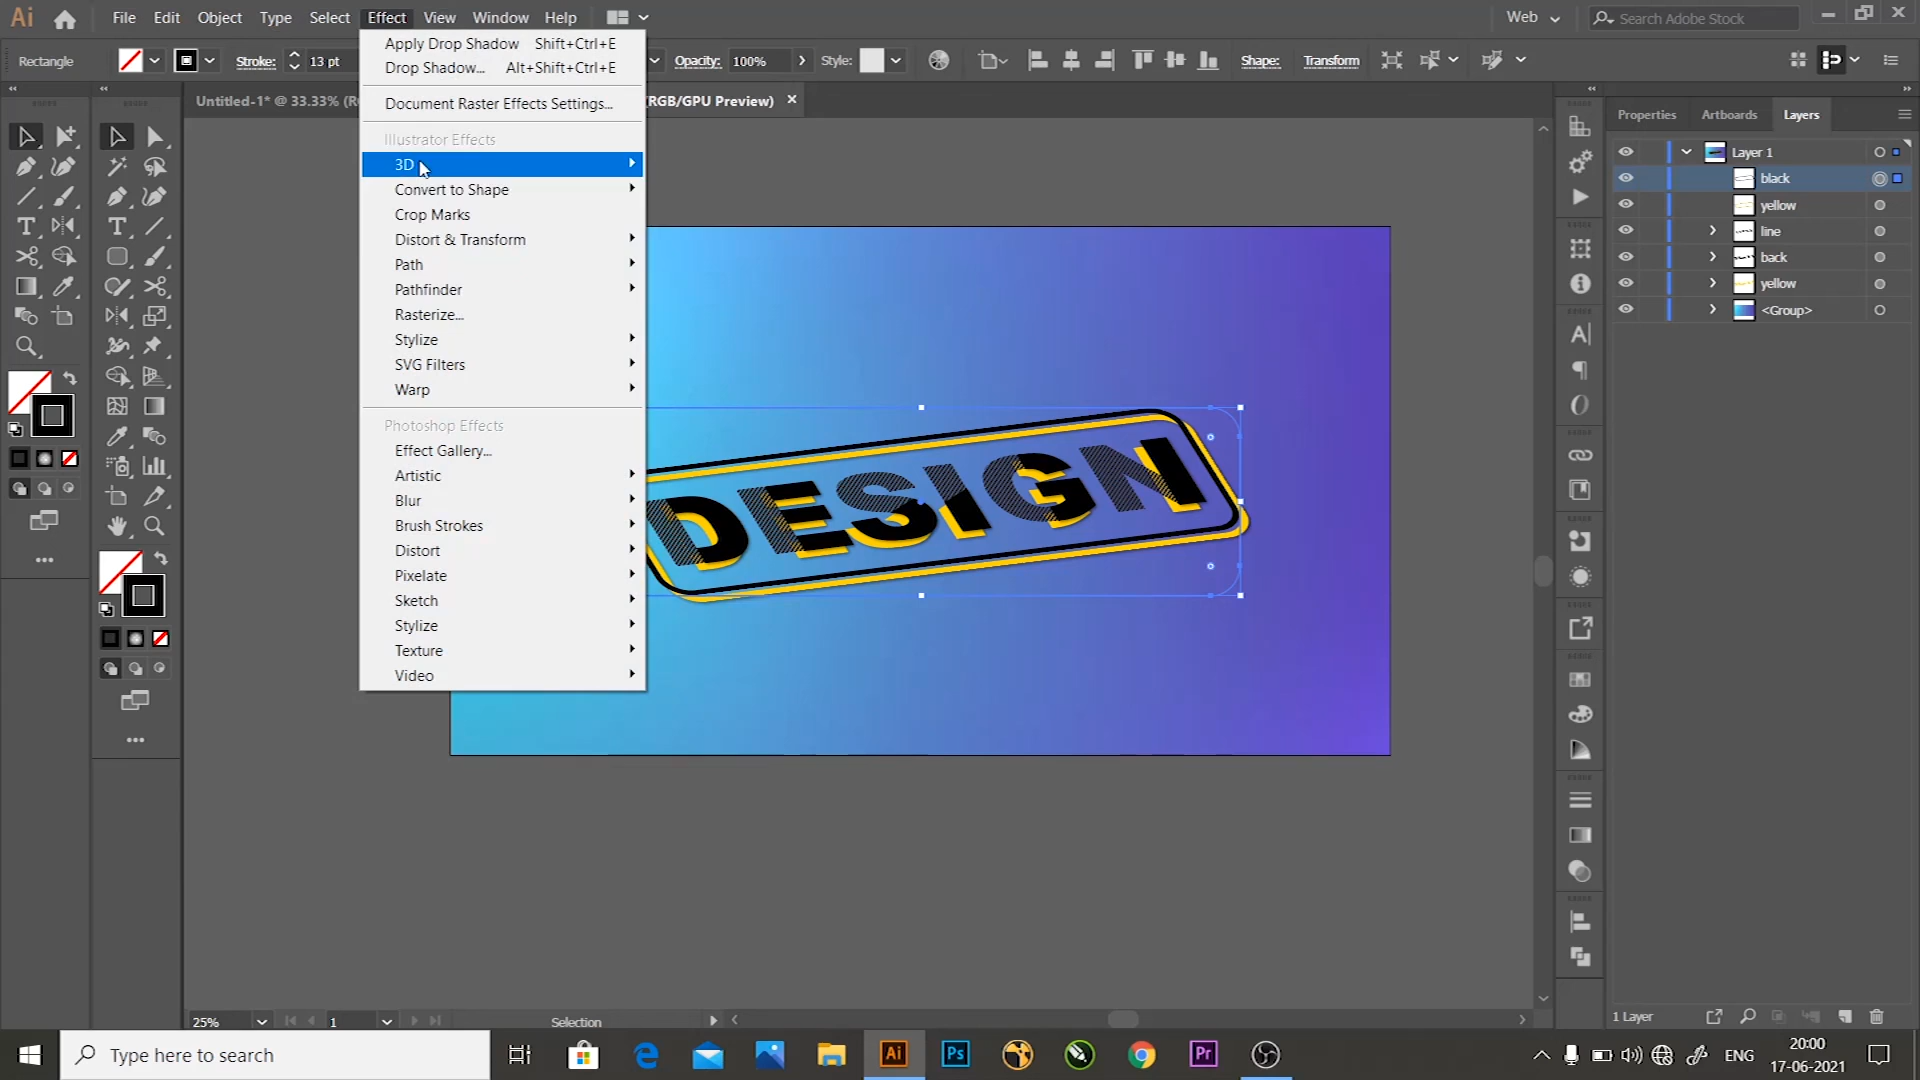 Ai File Edit Object Type Select Effect View Window Help Web Search Adobe Stock
Rectangle Stroke: 13 pt Opacity: 100% Style: Shape: Transform
Apply Drop Shadow Shift+Ctrl+E
Drop Shadow... Alt+Shift+Ctrl+E
Document Raster Effects Settings...
Illustrator Effects
3D
Convert to Shape
Crop Marks
Distort & Transform
Path
Pathfinder
Rasterize...
Stylize
SVG Filters
Warp
Photoshop Effects
Effect Gallery...
Artistic
Blur
Brush Strokes
Distort
Pixelate
Sketch
Stylize
Texture
Video
Untitled-1* @ 33.33% (RG
(RGB/GPU Preview)
DESIGN
Properties Artboards Layers
Layer 1
black
yellow
line
back
yellow
<Group>
1 Layer
25% 1 Selection
Type here to search
Ai Ps Pr
ENG
20:00
17-06-2021